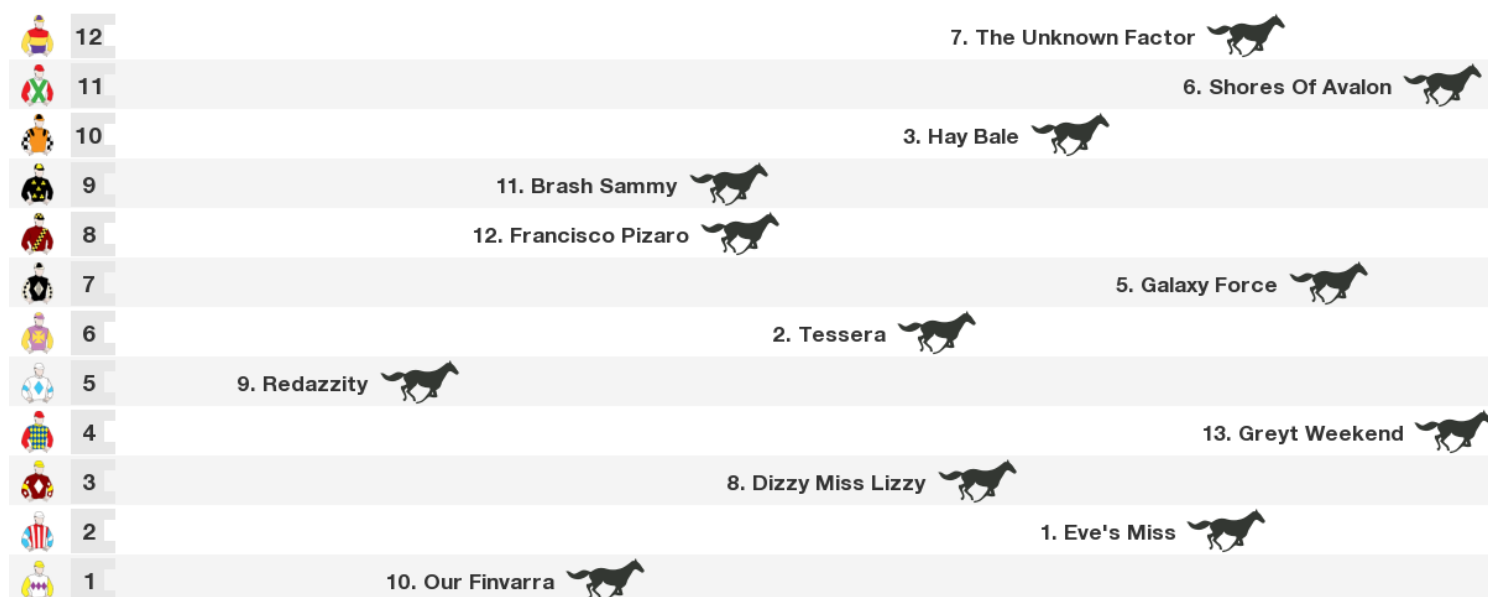 12 7. The Unknown Factor
11 6. Shores Of Avalon
10 3. Hay Bale
9 11. Brash Sammy
8 12. Francisco Pizaro
7 5. Galaxy Force
6 2. Tessera
5 9. Redazzity
4 13. Greyt Weekend
3 8. Dizzy Miss Lizzy
2 1. Eve's Miss
1 10. Our Finvarra